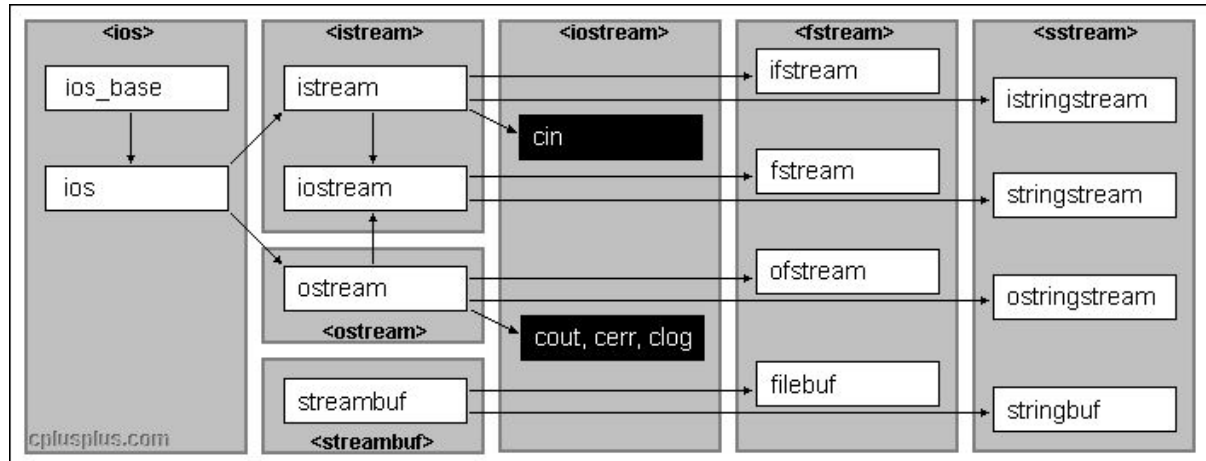 <ios>
ios_base
ios
cplusplus.com
<istream>
istream
iostream
ostream
<ostream>
streambuf
<streambuf>
<iostream>
cin
cout, cerr, clog
<fstream>
ifstream
fstream
ofstream
filebuf
<sstream>
istringstream
stringstream
ostringstream
stringbuf